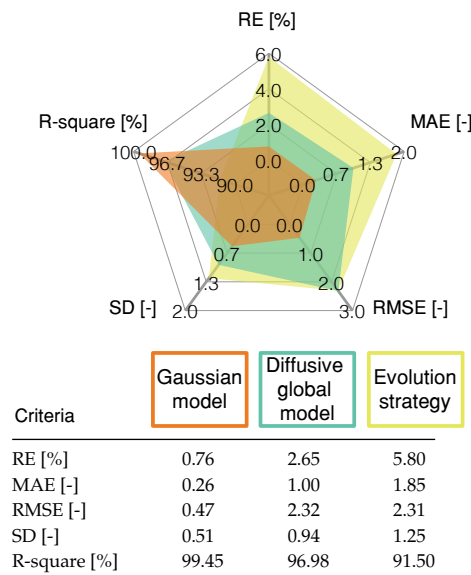 RE [%]
6.0
4.0
2.0
0.0
MAE [-]
2.0
1.3
0.7
0.0
R-square [%]
100.0
96.7
93.3
90.0
0.0
0.0
0.7
1.0
1.3
2.0
SD [-]
2.0
RMSE [-]
3.0
Criteria
Gaussian model
Diffusive global model
Evolution strategy
RE [%] 0.76 2.65 5.80
MAE [-] 0.26 1.00 1.85
RMSE [-] 0.47 2.32 2.31
SD [-] 0.51 0.94 1.25
R-square [%] 99.45 96.98 91.50